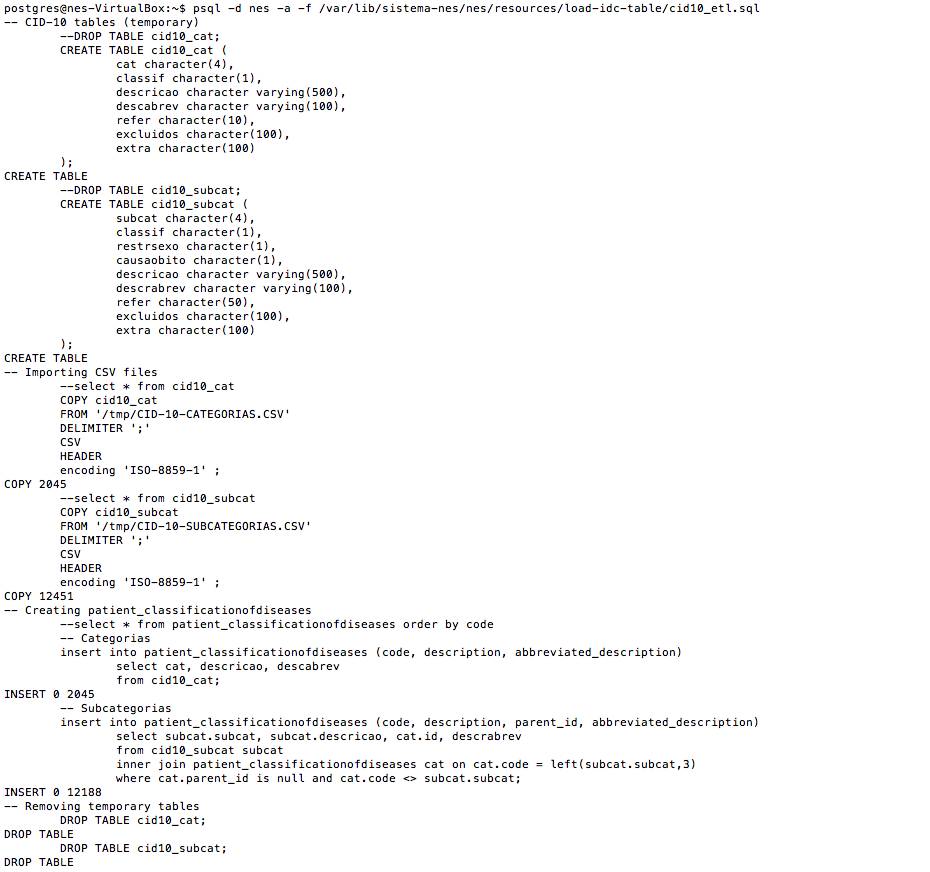 postgres@nes-VirtualBox:~$ psql -d nes -a -f /var/lib/sistema-nes/nes/resources/load-idc-table/cid10_etl.sql
-- CID-10 tables (temporary)
        --DROP TABLE cid10_cat;
        CREATE TABLE cid10_cat (
                cat character(4),
                classif character(1),
                descricao character varying(500),
                descabrev character varying(100),
                refer character(10),
                excluidos character(100),
                extra character(100)
        );
CREATE TABLE
        --DROP TABLE cid10_subcat;
        CREATE TABLE cid10_subcat (
                subcat character(4),
                classif character(1),
                restrsexo character(1),
                causaobito character(1),
                descricao character varying(500),
                descrabrev character varying(100),
                refer character(50),
                excluidos character(100),
                extra character(100)
        );
CREATE TABLE
-- Importing CSV files
        --select * from cid10_cat
        COPY cid10_cat
        FROM '/tmp/CID-10-CATEGORIAS.CSV'
        DELIMITER ';'
        CSV
        HEADER
        encoding 'ISO-8859-1' ;
COPY 2045
        --select * from cid10_subcat
        COPY cid10_subcat
        FROM '/tmp/CID-10-SUBCATEGORIAS.CSV'
        DELIMITER ';'
        CSV
        HEADER
        encoding 'ISO-8859-1' ;
COPY 12451
-- Creating patient_classificationofdiseases
        --select * from patient_classificationofdiseases order by code
        -- Categorias
        insert into patient_classificationofdiseases (code, description, abbreviated_description)
                select cat, descricao, descabrev
                from cid10_cat;
INSERT 0 2045
        -- Subcategorias
        insert into patient_classificationofdiseases (code, description, parent_id, abbreviated_description)
                select subcat.subcat, subcat.descricao, cat.id, descrabrev
                from cid10_subcat subcat
                inner join patient_classificationofdiseases cat on cat.code = left(subcat.subcat,3)
                where cat.parent_id is null and cat.code <> subcat.subcat;
INSERT 0 12188
-- Removing temporary tables
        DROP TABLE cid10_cat;
DROP TABLE
        DROP TABLE cid10_subcat;
DROP TABLE